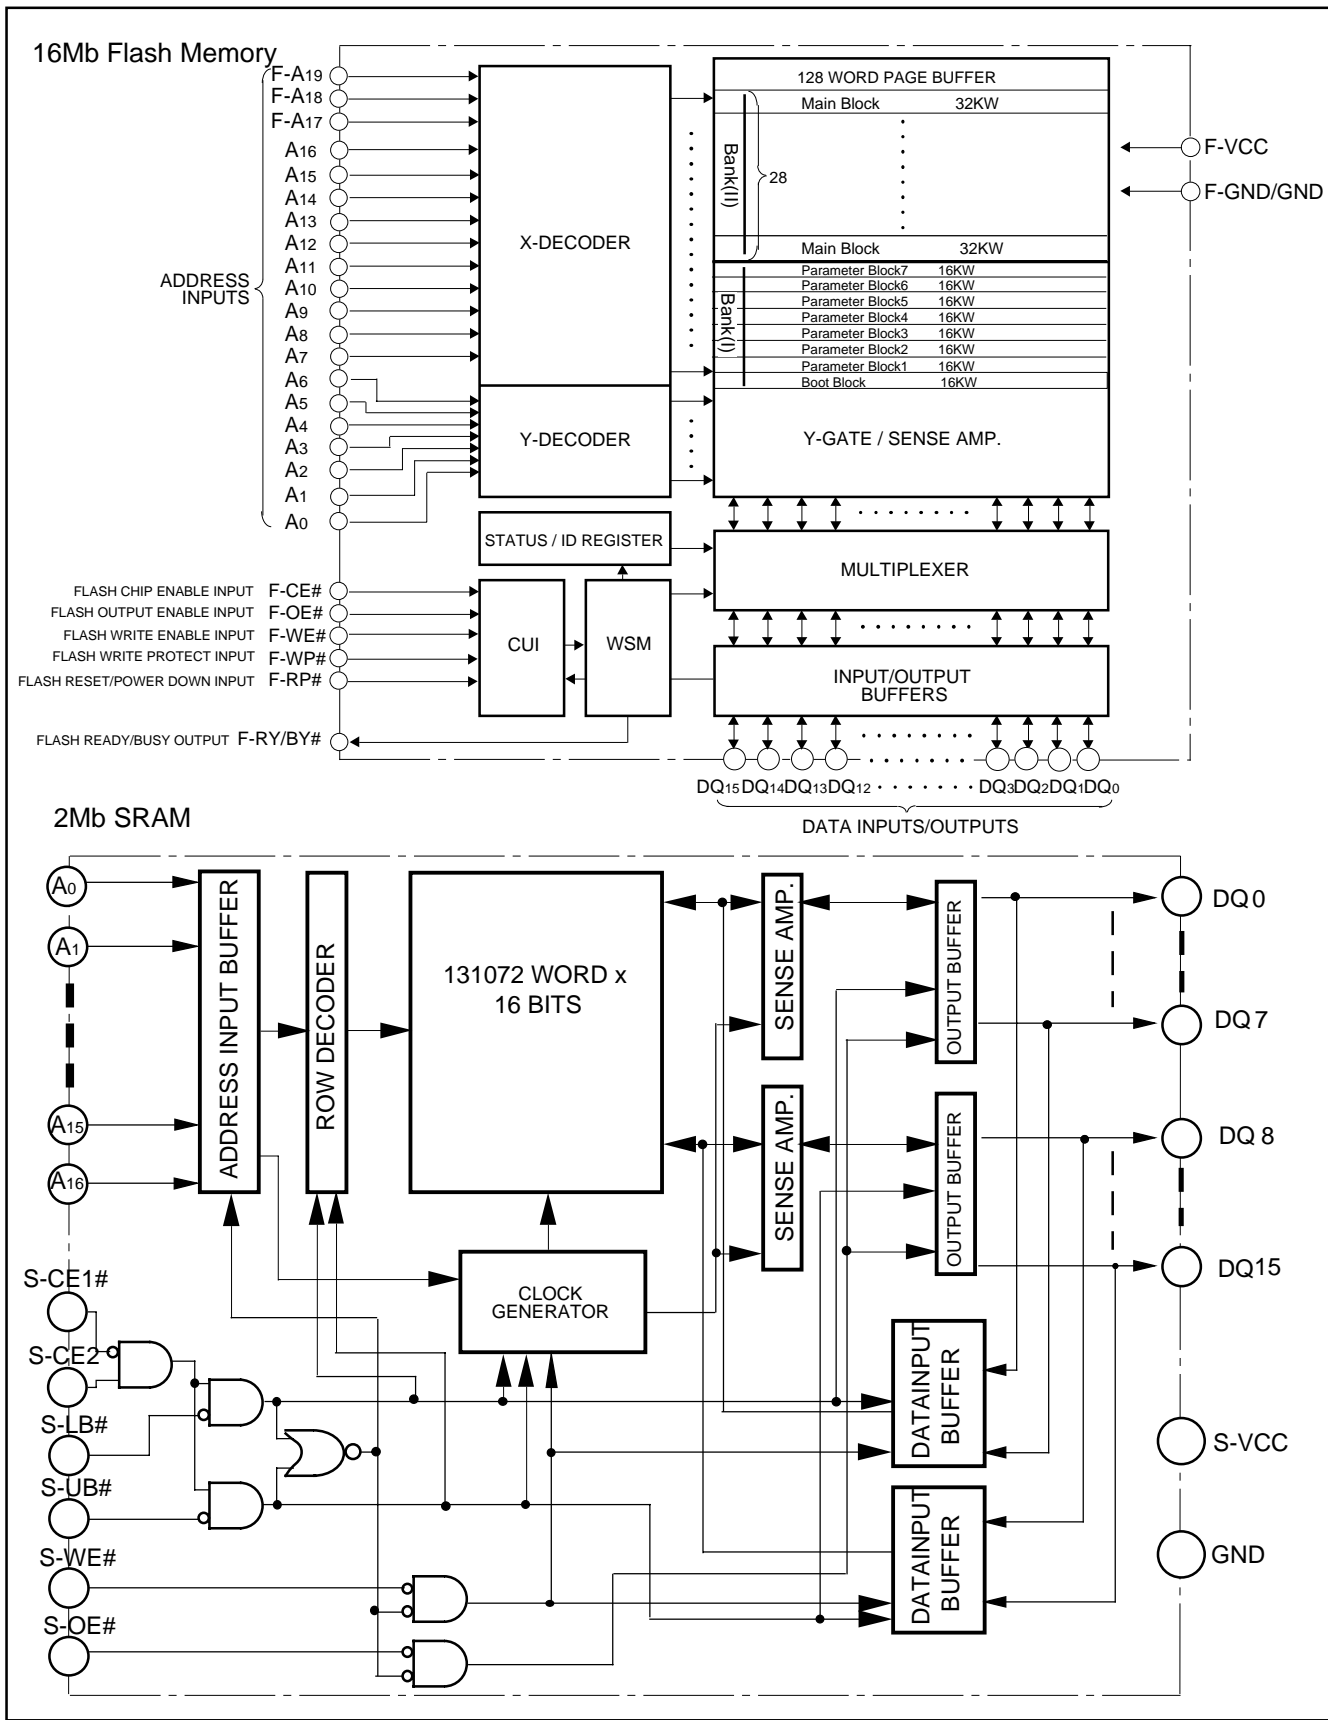 16Mb Flash Memory
F-A19
F-A18
F-A17
A16
A15
A14
A13
A12
A11
A10
A9
A8
A7
A6
A5
A4
A3
A2
A1
A0
ADDRESS
INPUTS
X-DECODER
Y-DECODER
128 WORD PAGE BUFFER
Main Block 32KW
Bank(II)
28
Main Block 32KW
Bank(I)
Parameter Block7 16KW
Parameter Block6 16KW
Parameter Block5 16KW
Parameter Block4 16KW
Parameter Block3 16KW
Parameter Block2 16KW
Parameter Block1 16KW
Boot Block 16KW
Y-GATE / SENSE AMP.
F-VCC
F-GND/GND
STATUS / ID REGISTER
MULTIPLEXER
FLASH CHIP ENABLE INPUT F-CE#
FLASH OUTPUT ENABLE INPUT F-OE#
FLASH WRITE ENABLE INPUT F-WE#
FLASH WRITE PROTECT INPUT F-WP#
FLASH RESET/POWER DOWN INPUT F-RP#
CUI
WSM
INPUT/OUTPUT
BUFFERS
FLASH READY/BUSY OUTPUT F-RY/BY#
DQ15 DQ14 DQ13 DQ12 DQ3 DQ2 DQ1 DQ0
DATA INPUTS/OUTPUTS
2Mb SRAM
A0
A1
A15
A16
ADDRESS INPUT BUFFER
ROW DECODER
131072 WORD x
16 BITS
SENSE AMP.
OUTPUT BUFFER
DQ0
DQ7
SENSE AMP.
OUTPUT BUFFER
DQ8
DQ15
CLOCK
GENERATOR
S-CE1#
S-CE2
S-LB#
S-UB#
S-WE#
S-OE#
DATAINPUT
BUFFER
DATAINPUT
BUFFER
S-VCC
GND